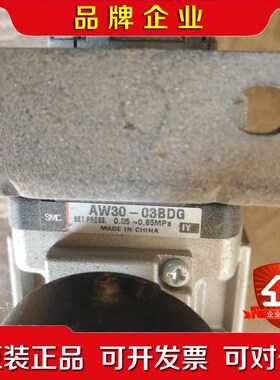 品牌企业
SMC
AW30-03BDG
SET PRESS. 0.05~0.85MPa
MADE IN CHINA
IY
企业
原装正品 可开发票 可对